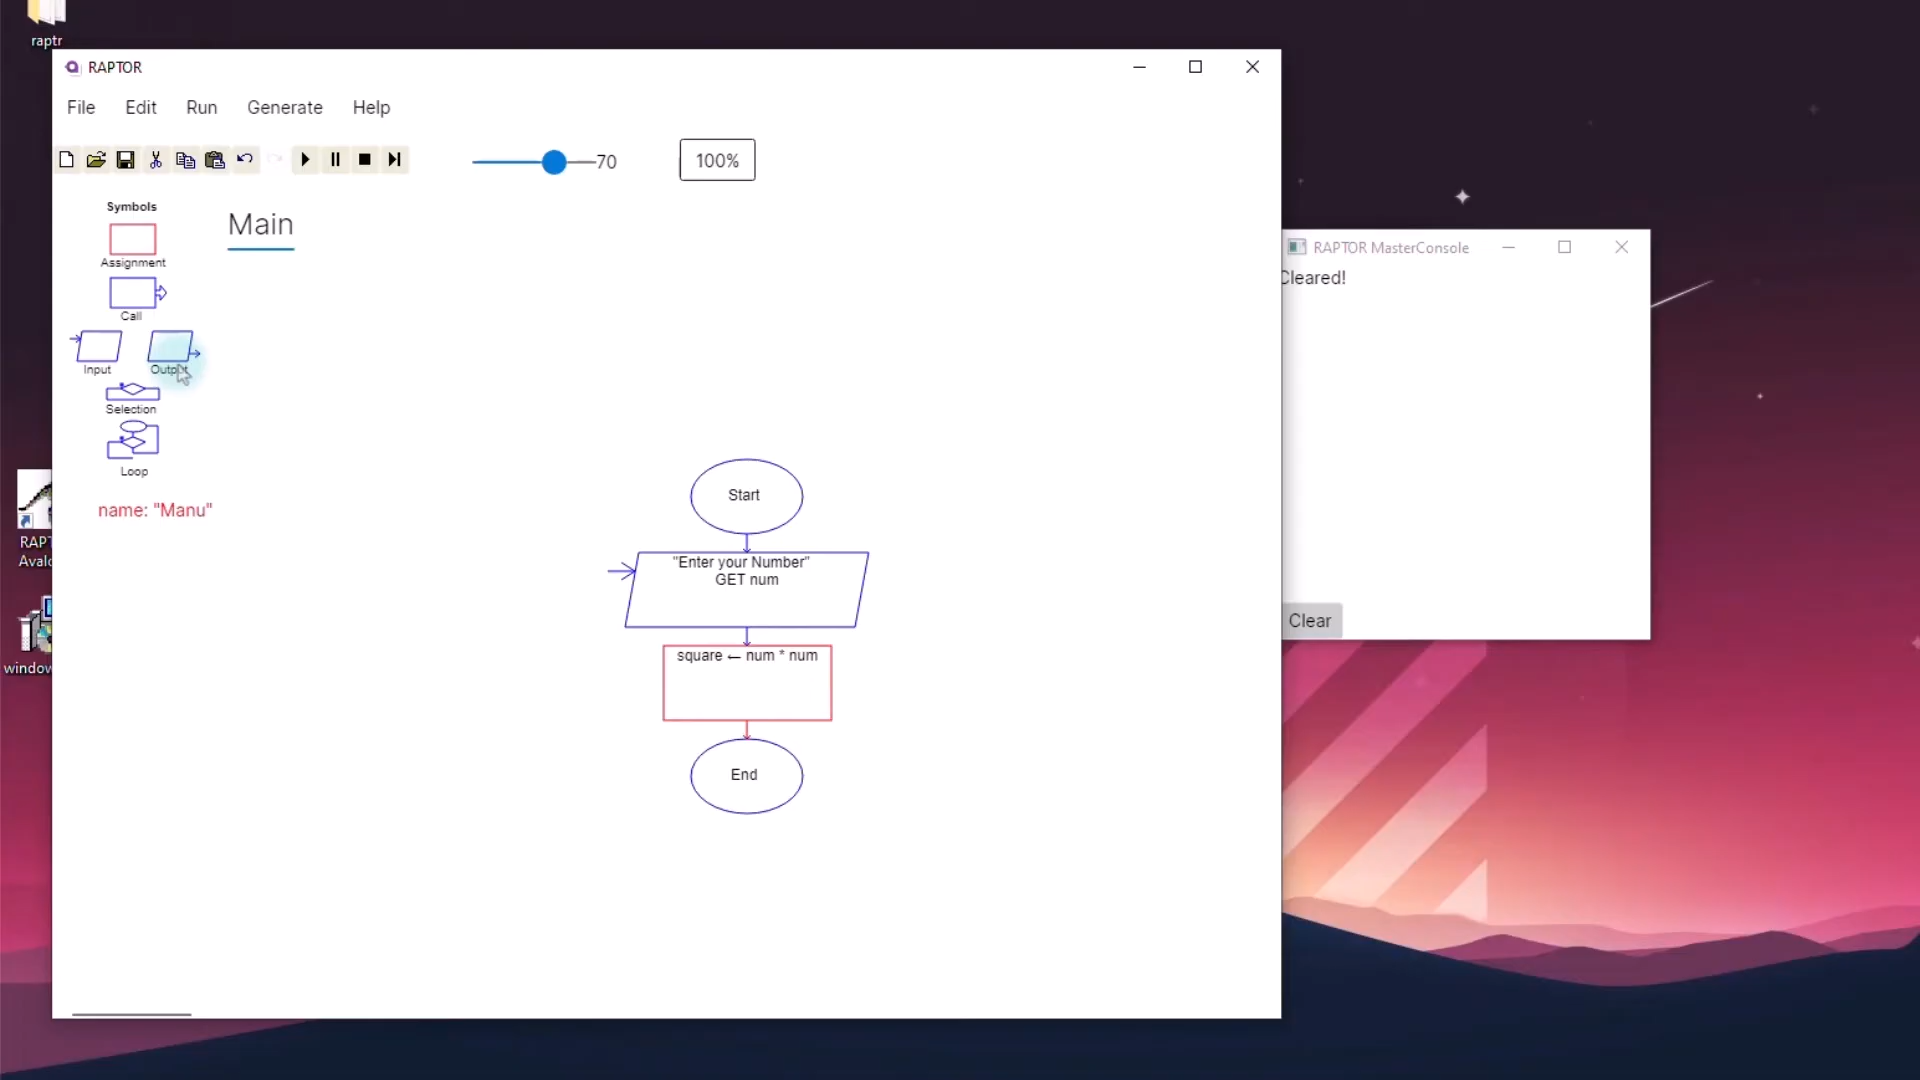 raptr
RAPTOR
File Edit Run Generate Help
70
100%
Symbols
Main
Assignment
Call
Input Output
Selection
Loop
name: "Manu"
Start
"Enter your Number"
GET num
square ← num * num
End
RAPTOR MasterConsole
Cleared!
Clear